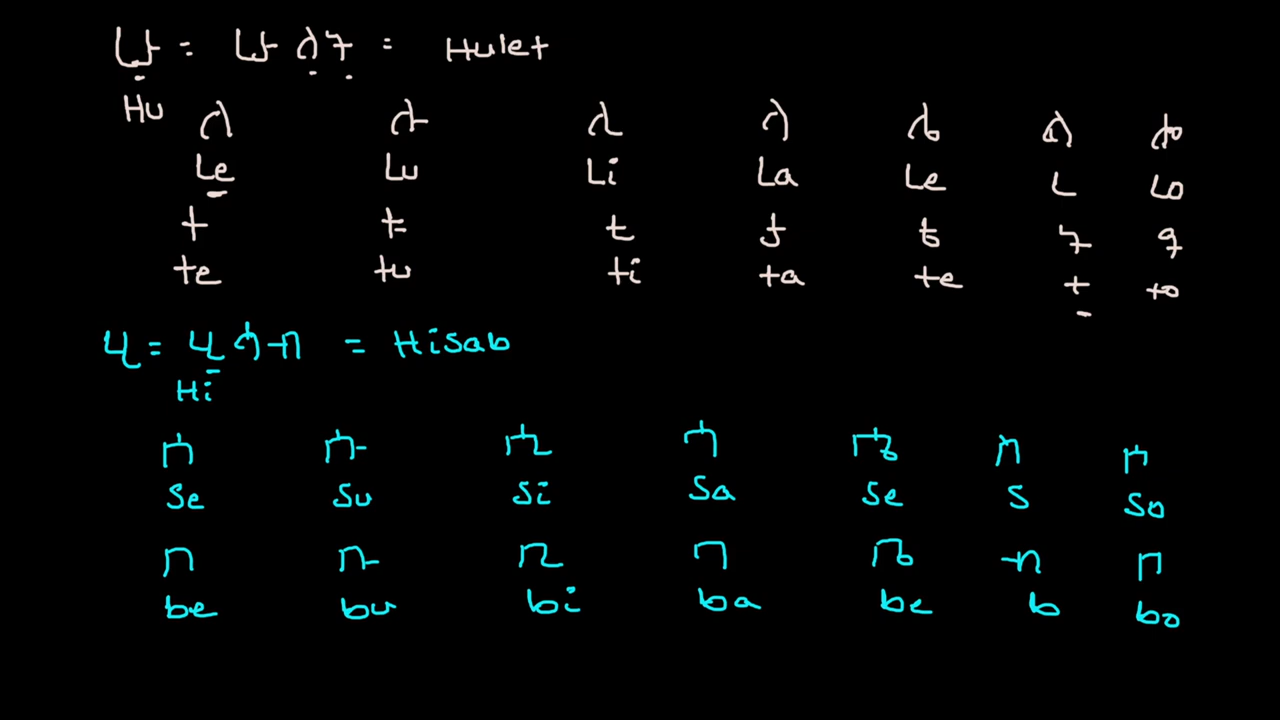 ሁ = ሁለት = Hulet
Hu
ለ ሉ ሊ ላ ሌ ል ሎ
Le Lu Li La Le L Lo
ተ ቱ ቲ ታ ቴ ት ቶ
te tu ti ta te t to
ሂ = ሂሳብ = Hisab
Hi
ሰ ሱ ሲ ሳ ሴ ስ ሶ
Se Su Si Sa Se S So
በ ቡ ቢ ባ ቤ ብ ቦ
be bu bi ba be b bo